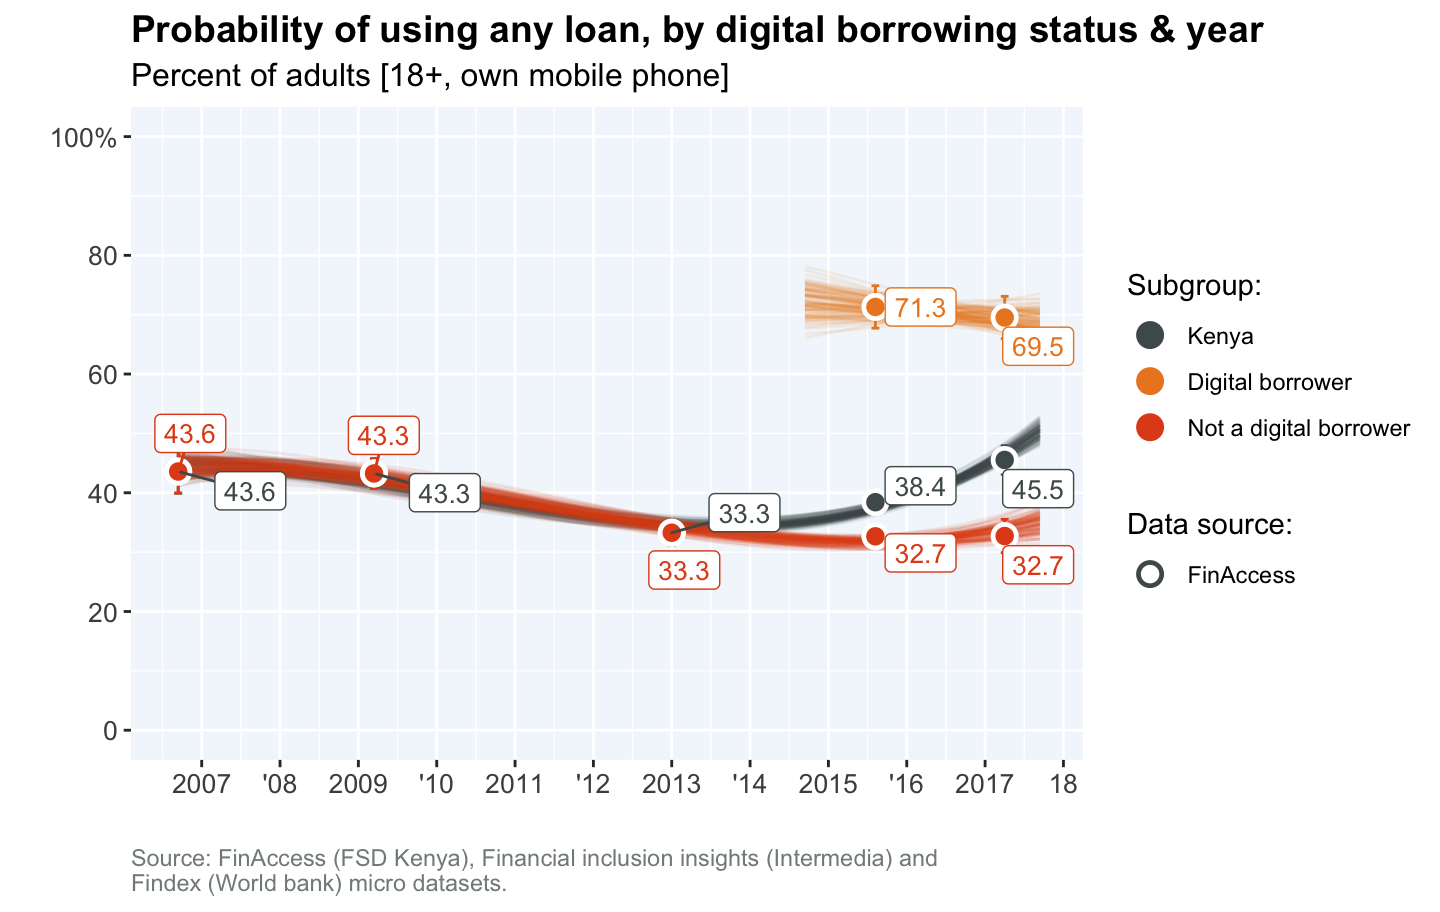 Probability of using any loan, by digital borrowing status & year
Percent of adults [18+, own mobile phone]
100%
80
60
40
20
0
71.3
69.5
43.6
43.3
43.6
43.3
33.3
33.3
38.4
45.5
32.7
32.7
2007 '08 2009 '10 2011 '12 2013 '14 2015 '16 2017 18
Subgroup:
Kenya
Digital borrower
Not a digital borrower
Data source:
FinAccess
Source: FinAccess (FSD Kenya), Financial inclusion insights (Intermedia) and
Findex (World bank) micro datasets.